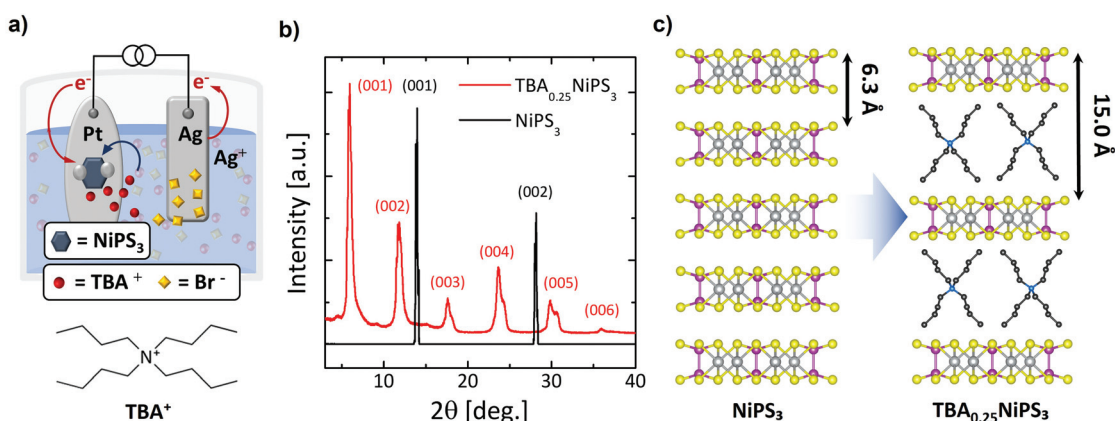 a)
e-
e-
Pt
Ag
Ag+
= NiPS3
= TBA+ = Br-
N+
TBA+
b)
Intensity [a.u.]
(001)
(001)
TBA0.25NiPS3
NiPS3
(002)
(002)
(003)
(004)
(005)
(006)
10 20 30 40
2θ [deg.]
c)
6.3 Å
15.0 Å
NiPS3
TBA0.25NiPS3